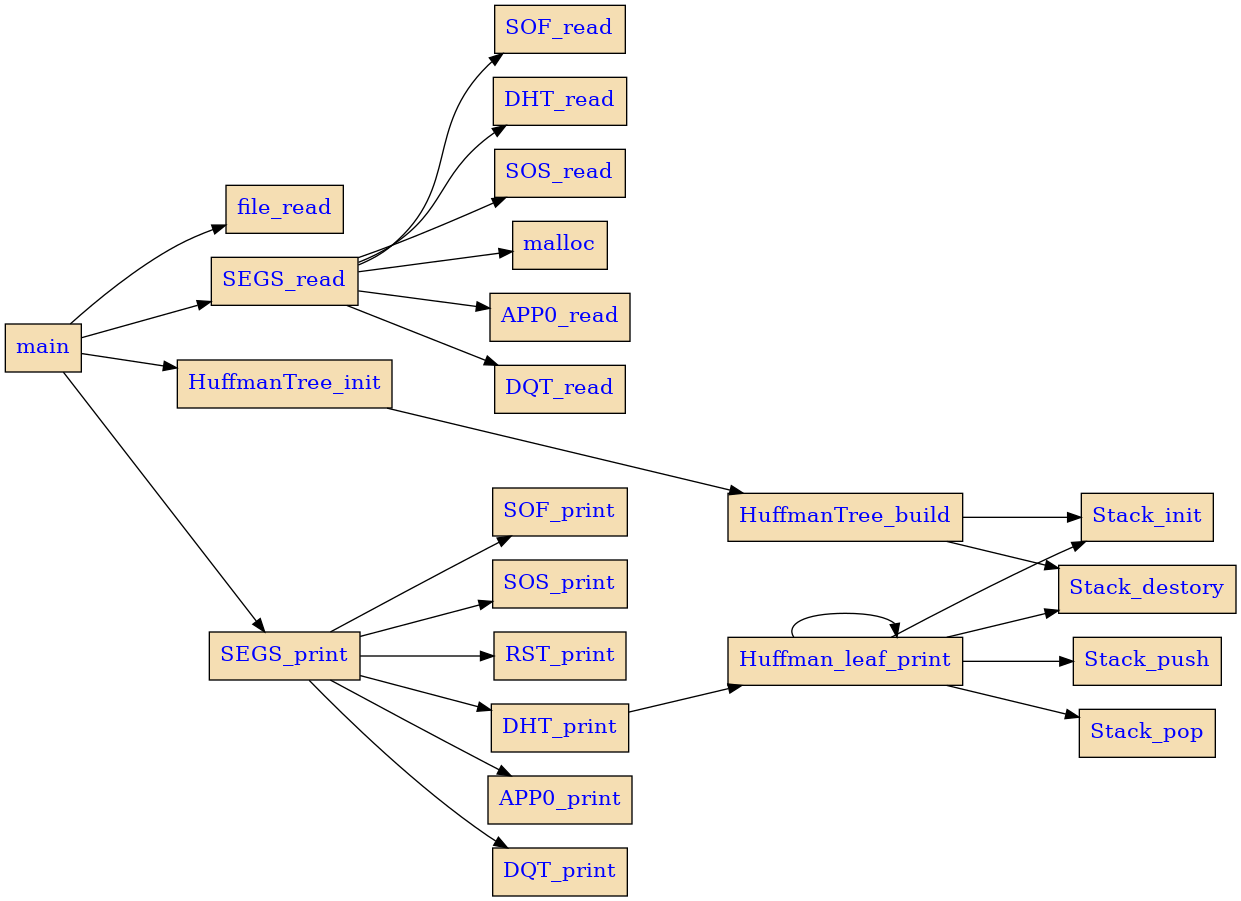 SOF_read
DHT_read
SOS_read
file_read
malloc
SEGS_read
APP0_read
main
HuffmanTree_init
DQT_read
SOF_print
HuffmanTree_build
Stack_init
SOS_print
Stack_destory
SEGS_print
RST_print
Huffman_leaf_print
Stack_push
DHT_print
Stack_pop
APP0_print
DQT_print